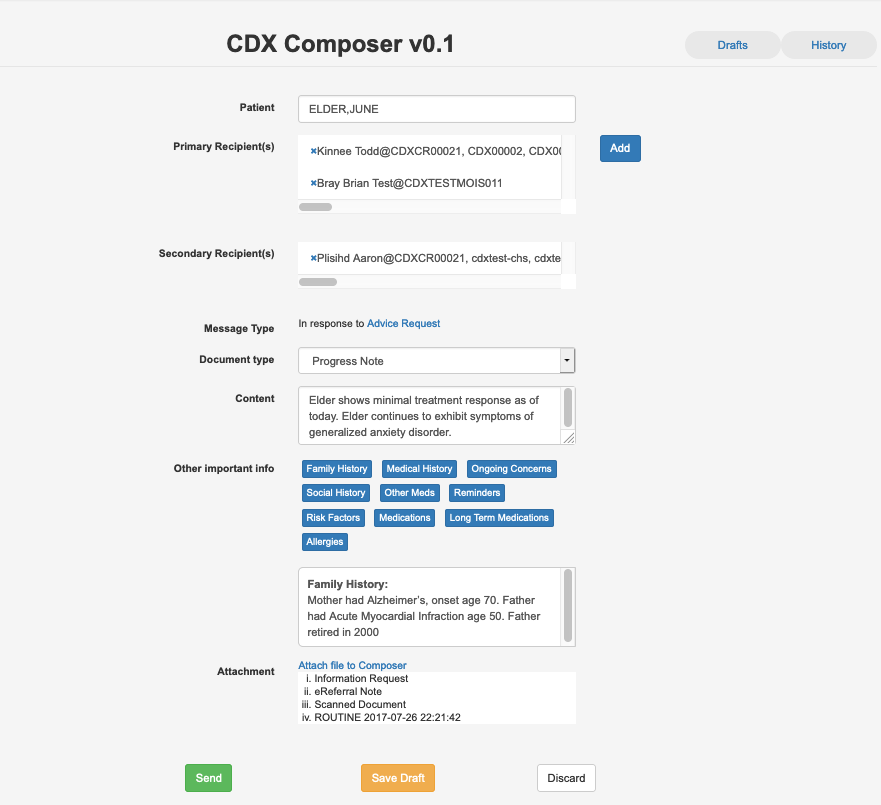 CDX Composer v0.1
Drafts
History
Patient
ELDER,JUNE
Primary Recipient(s)
×Kinnee Todd@CDXCR00021, CDX00002, CDX00
Add
×Bray Brian Test@CDXTESTMOIS011
Secondary Recipient(s)
×Plisihd Aaron@CDXCR00021, cdxtest-chs, cdxte
Message Type
In response to Advice Request
Document type
Progress Note
Content
Elder shows minimal treatment response as of
today. Elder continues to exhibit symptoms of
generalized anxiety disorder.
Other important info
Family History
Medical History
Ongoing Concerns
Social History
Other Meds
Reminders
Risk Factors
Medications
Long Term Medications
Allergies
Family History:
Mother had Alzheimer's, onset age 70. Father
had Acute Myocardial Infraction age 50. Father
retired in 2000
Attachment
Attach file to Composer
i. Information Request
ii. eReferral Note
iii. Scanned Document
iv. ROUTINE 2017-07-26 22:21:42
Send
Save Draft
Discard